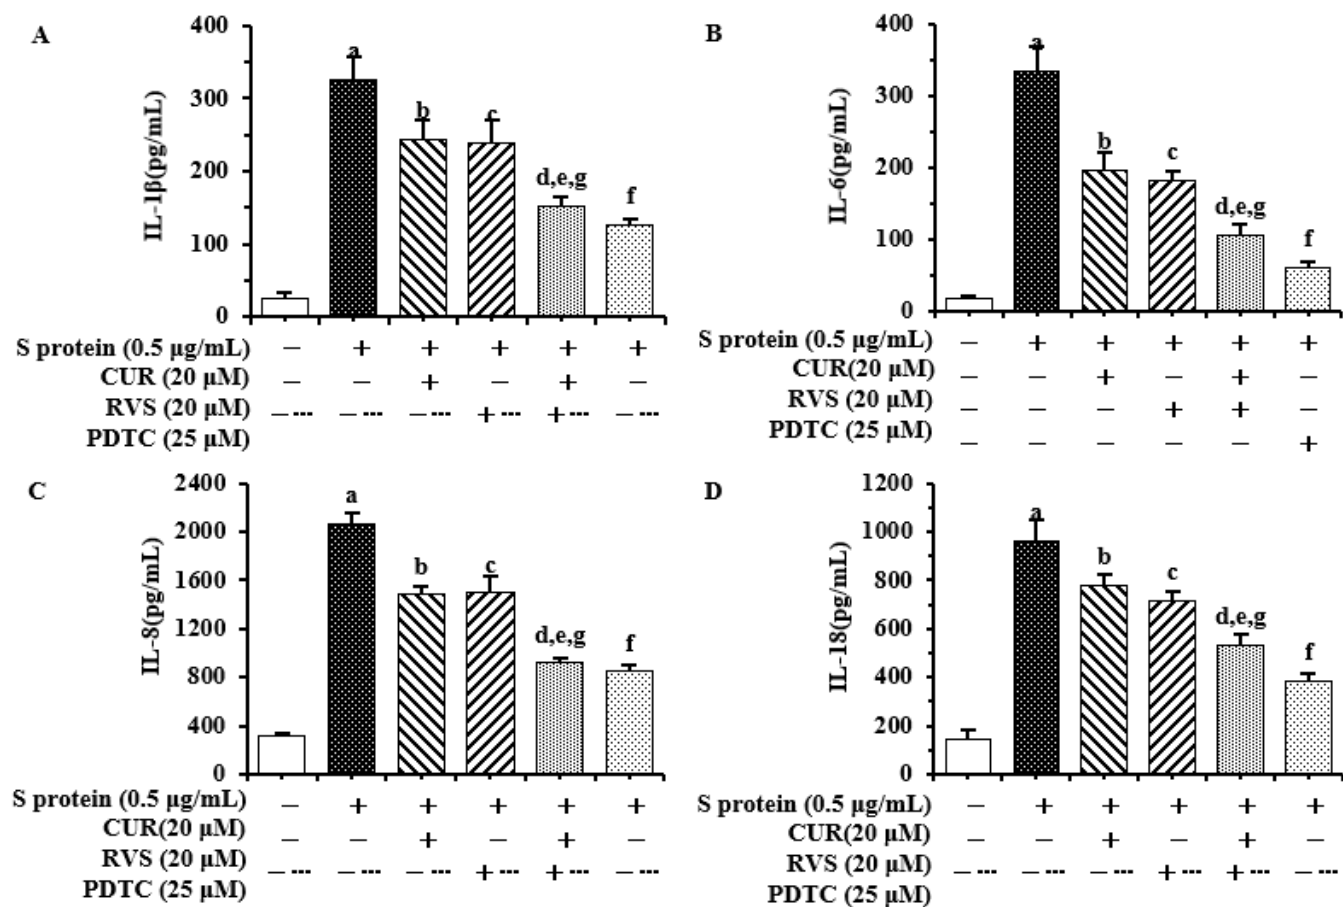 A
IL-1β(pg/mL)
400
300
200
100
0
a
b
c
d,e,g
f
S protein (0.5 μg/mL) – + + + + +
CUR (20 μM) – – + – + –
RVS (20 μM) – --- – --- – --- + --- + --- – ---
PDTC (25 μM)
B
IL-6(pg/mL)
400
300
200
100
0
a
b
c
d,e,g
f
S protein (0.5 μg/mL) – + + + + +
CUR(20 μM) – – + – + –
RVS (20 μM) – – – + + –
PDTC (25 μM) – – – – – +
C
IL-8(pg/mL)
2400
2000
1600
1200
800
400
0
a
b
c
d,e,g
f
S protein (0.5 μg/mL) – + + + + +
CUR(20 μM) – – + – + –
RVS (20 μM) – --- – --- – --- + --- + --- – ---
PDTC (25 μM)
D
IL-18(pg/mL)
1200
1000
800
600
400
200
0
a
b
c
d,e,g
f
S protein (0.5 μg/mL) – + + + + +
CUR(20 μM) – – + – + –
RVS (20 μM) – --- – --- – --- + --- + --- – ---
PDTC (25 μM)